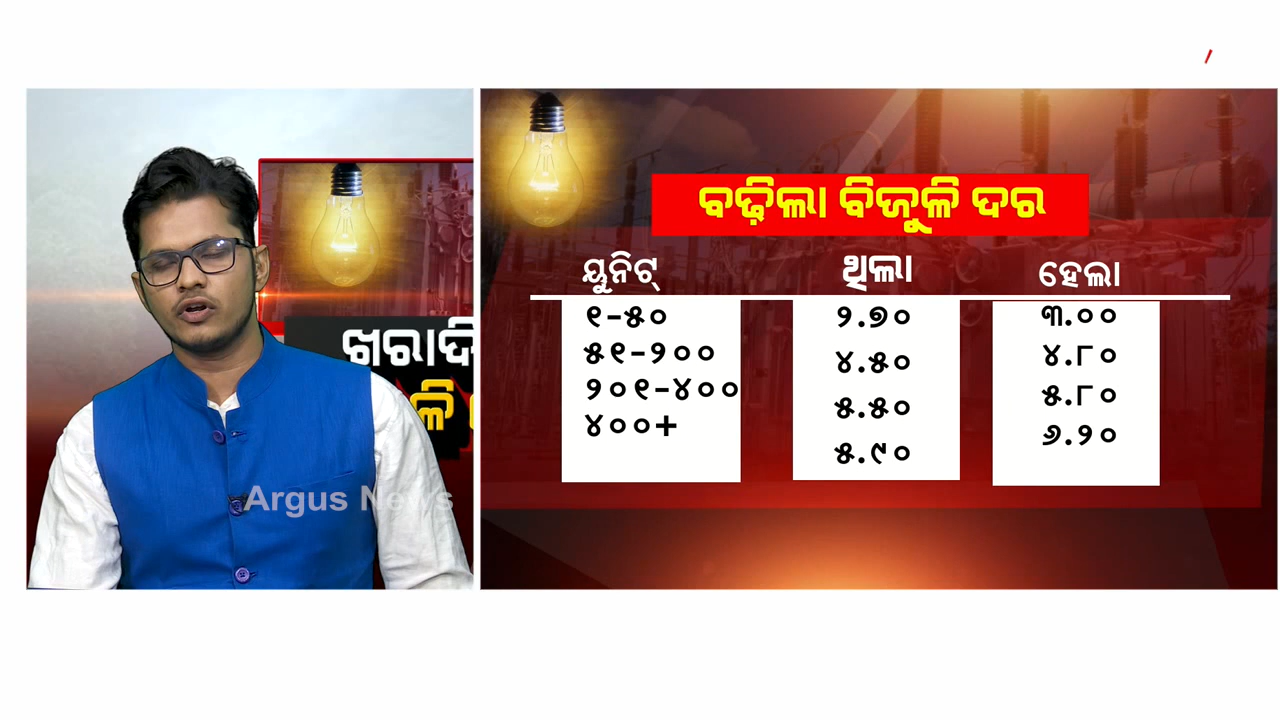 ଖରାଦି
ଳି
Argus News
ବଢ଼ିଲା ବିଜୁଳି ଦର
ୟୁନିଟ୍ ଥିଲା ହେଲା
୧-୫୦ ୨.୭୦ ୩.୦୦
୫୧-୨୦୦ ୪.୫୦ ୪.୮୦
୨୦୧-୪୦୦ ୫.୫୦ ୫.୮୦
୪୦୦+ ୫.୯୦ ୬.୨୦